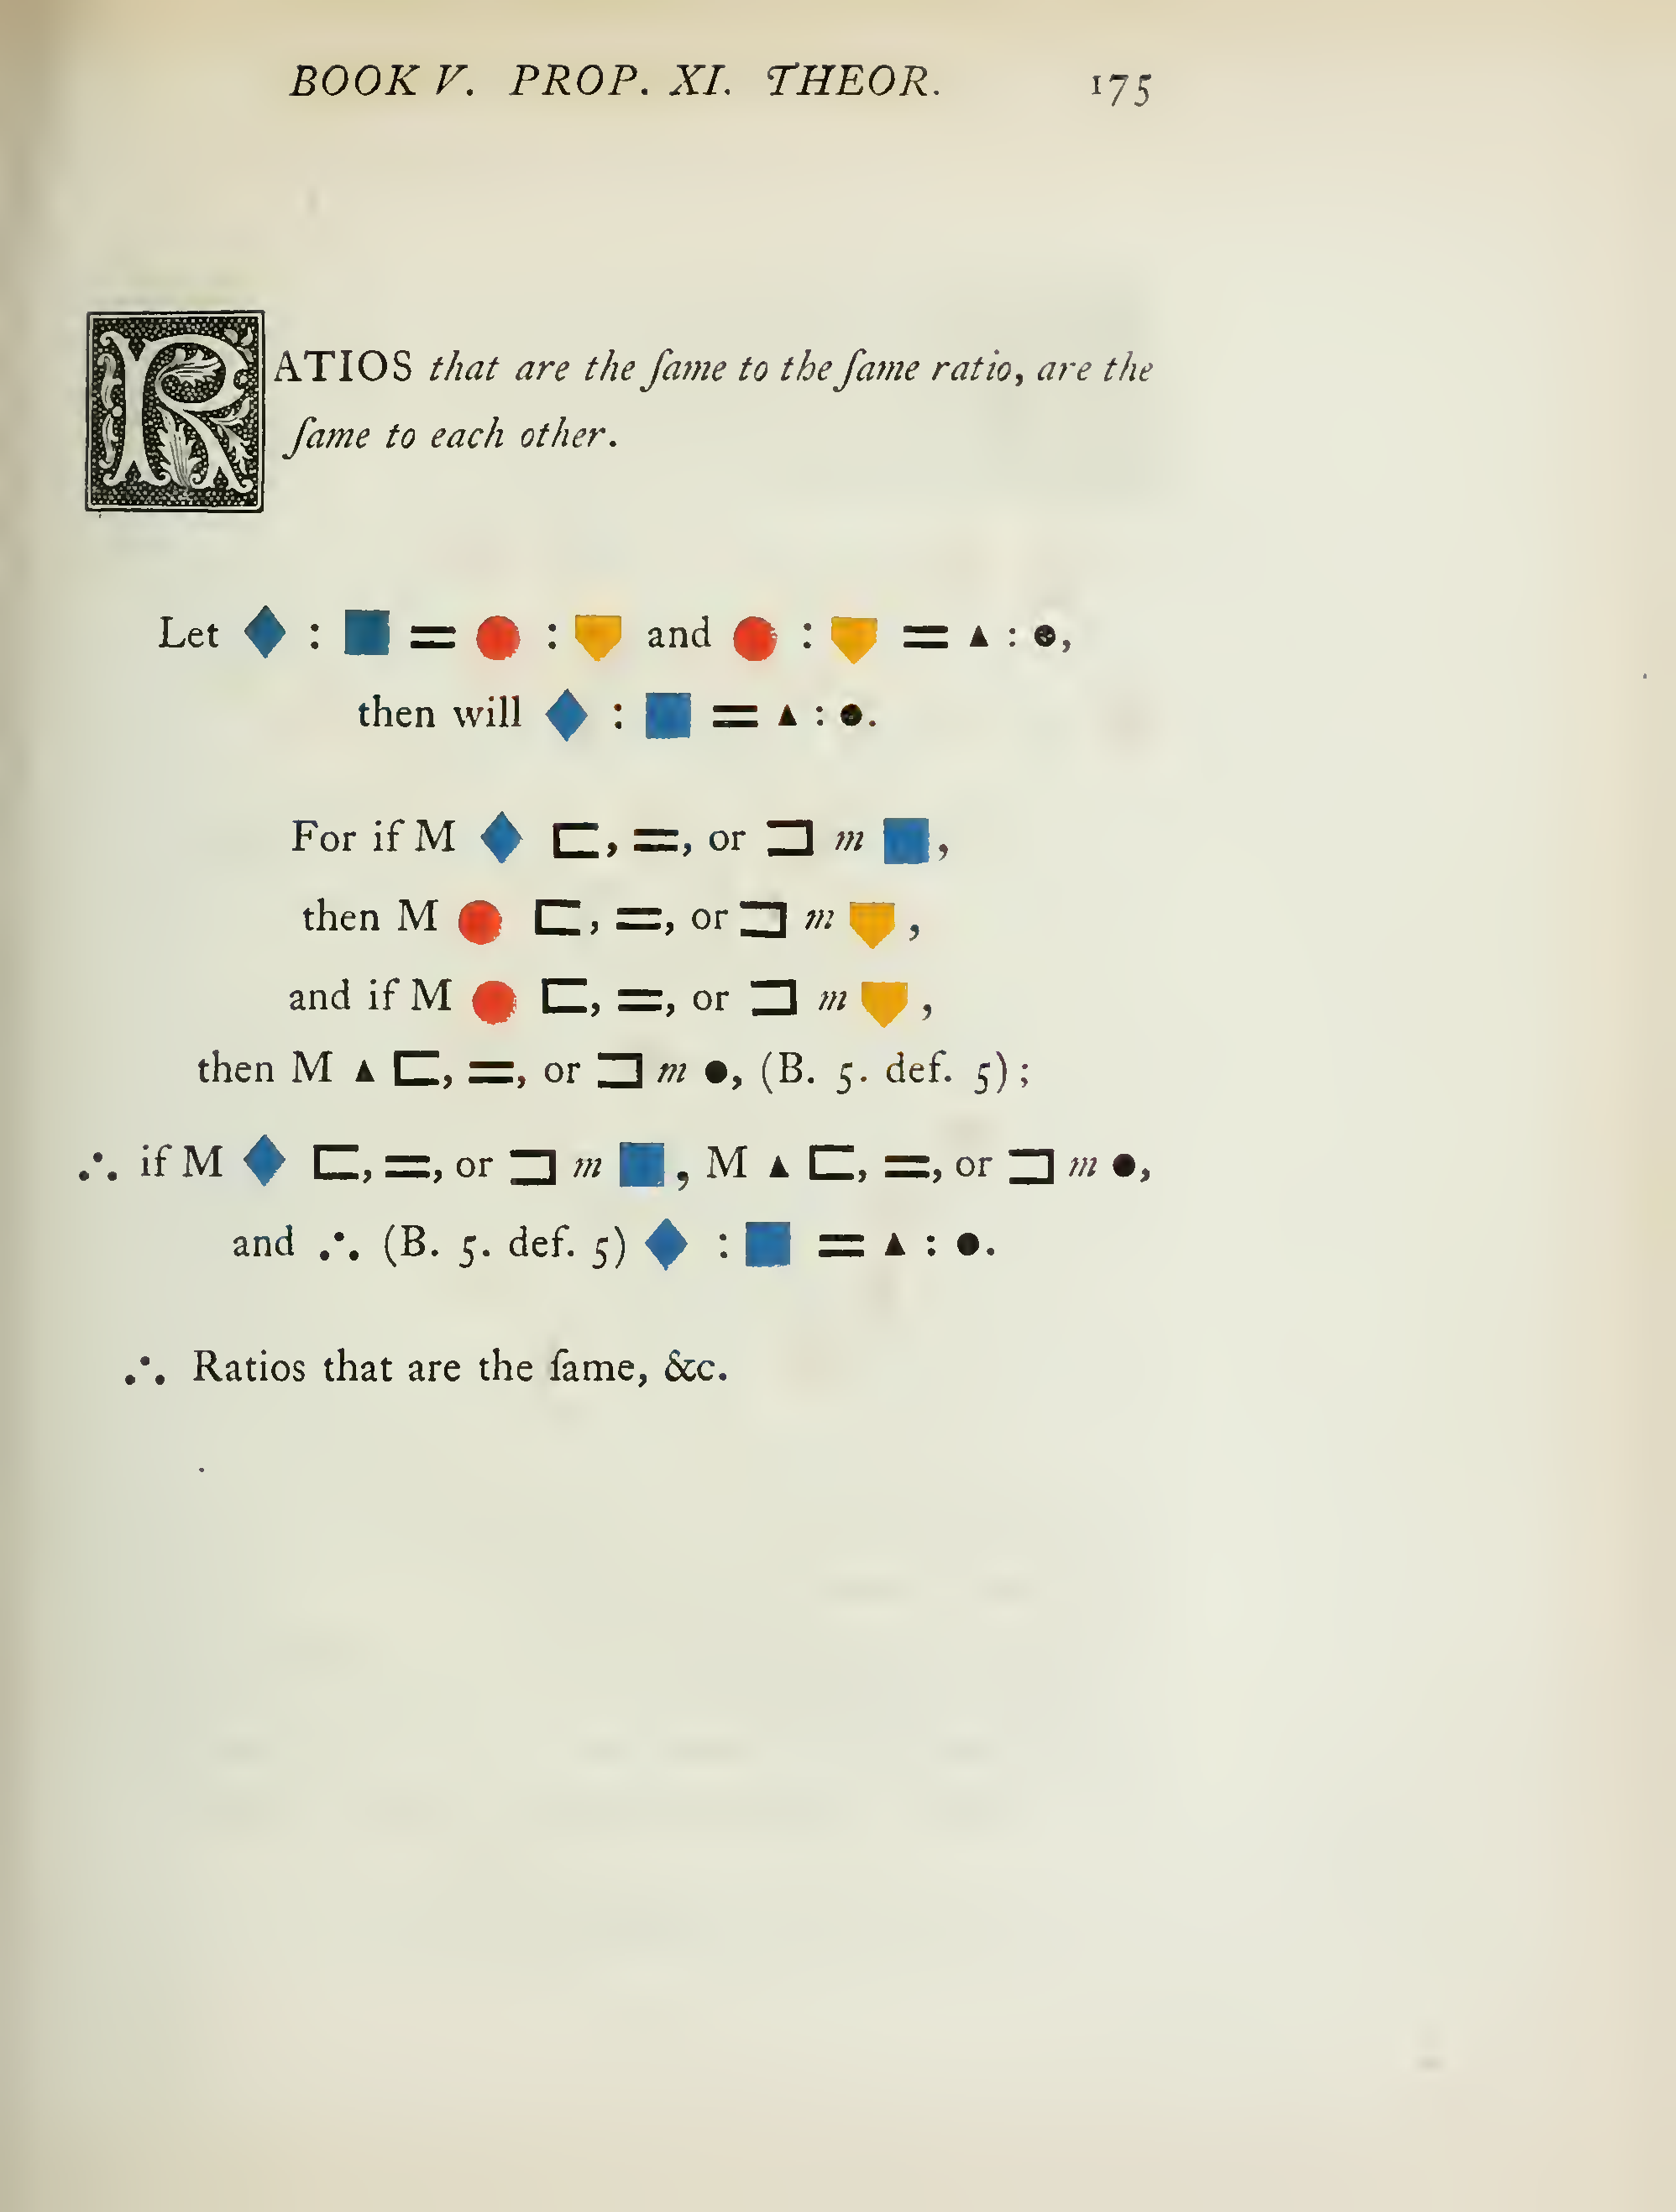 BOOK V. PROP. XI. THEOR. 175
RATIOS that are the ſame to the ſame ratio, are the
ſame to each other.
Let ◆ : ■ = ● : ⛊ and ● : ⛊ = ▲ : ●,
then will ◆ : ■ = ▲ : ●.
For if M ◆ ⊏, =, or ⊐ m ■,
then M ● ⊏, =, or ⊐ m ⛊,
and if M ● ⊏, =, or ⊐ m ⛊,
then M ▲ ⊏, =, or ⊐ m ●, (B. 5. def. 5);
∴ if M ◆ ⊏, =, or ⊐ m ■, M ▲ ⊏, =, or ⊐ m ●,
and ∴ (B. 5. def. 5) ◆ : ■ = ▲ : ●.
∴ Ratios that are the ſame, &c.